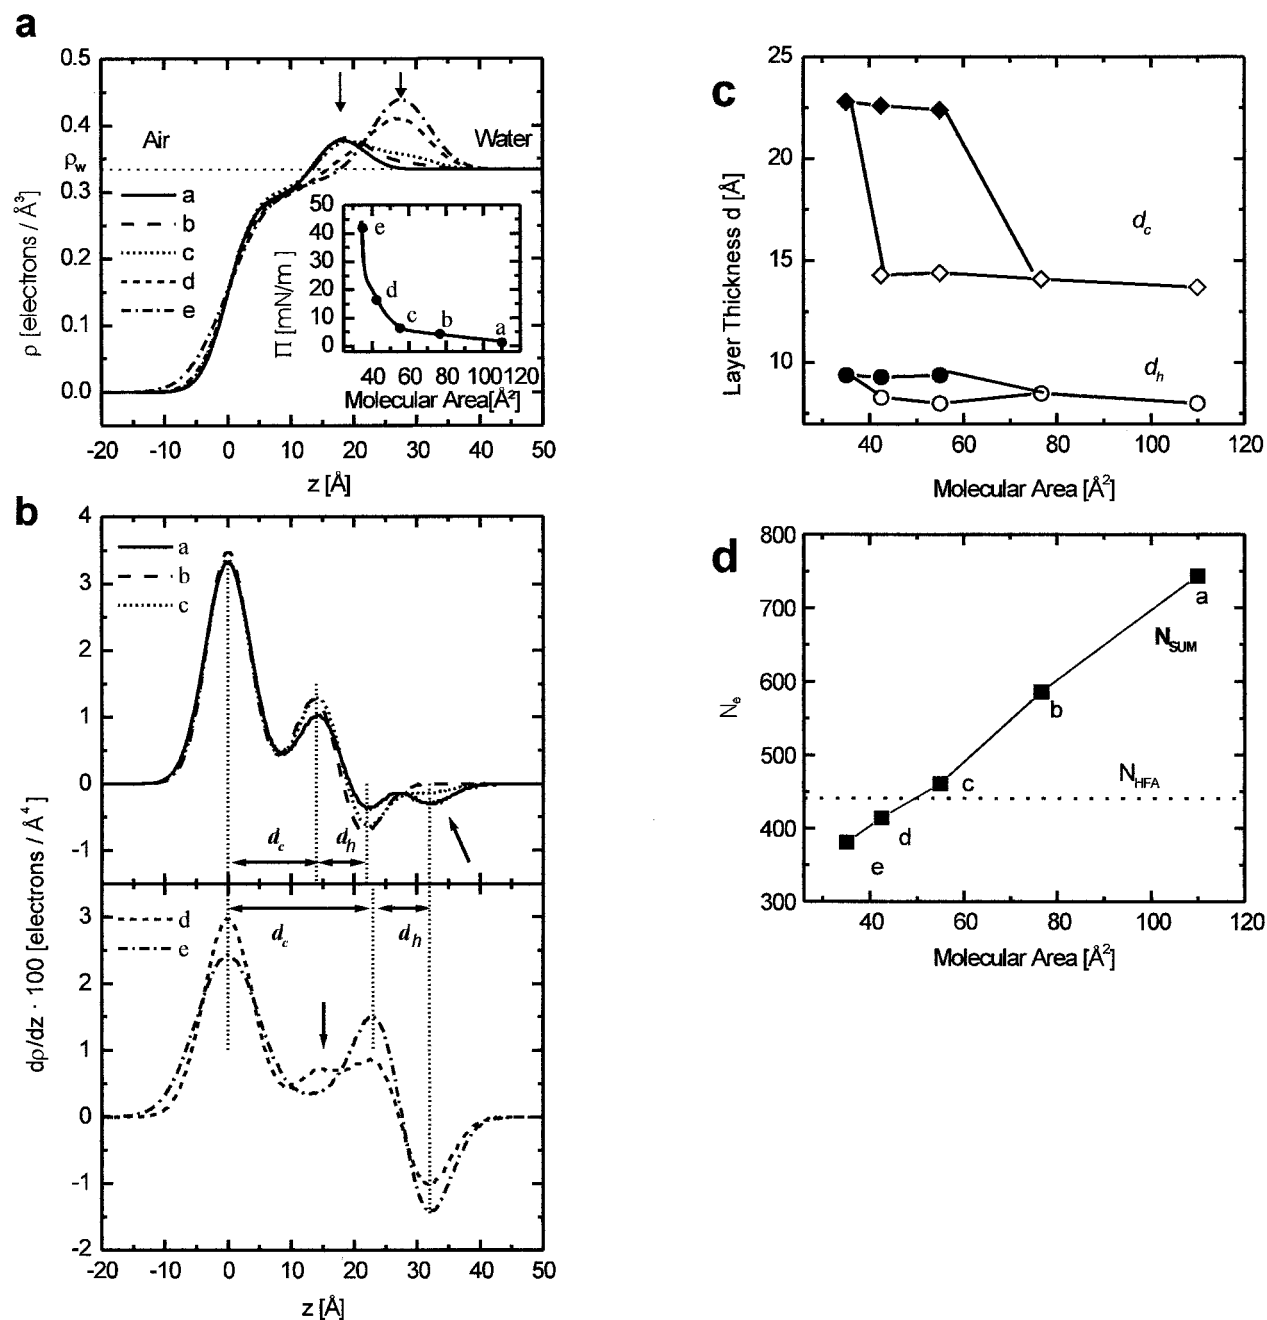 a
0.5
0.4
0.3
0.2
0.1
0.0
ρ [electrons / Å³]
ρw
Air
Water
a
b
c
d
e
50
40
30
20
10
0
Π [mN/m]
e
d
c
b
a
40 60 80 100 120
Molecular Area[Å²]
-20 -10 0 10 20 30 40 50
z [Å]
b
4
3
2
1
0
-1
a
b
c
dc
dh
3
2
1
0
-1
-2
d
e
dc
dh
dρ/dz · 100 [electrons / Å⁴]
-20 -10 0 10 20 30 40 50
z [Å]
c
25
20
15
10
Layer Thickness d [Å]
dc
dh
40 60 80 100 120
Molecular Area [Å²]
d
800
700
600
500
400
300
Ne
a
NSUM
b
NHFA
c
d
e
40 60 80 100 120
Molecular Area [Å²]